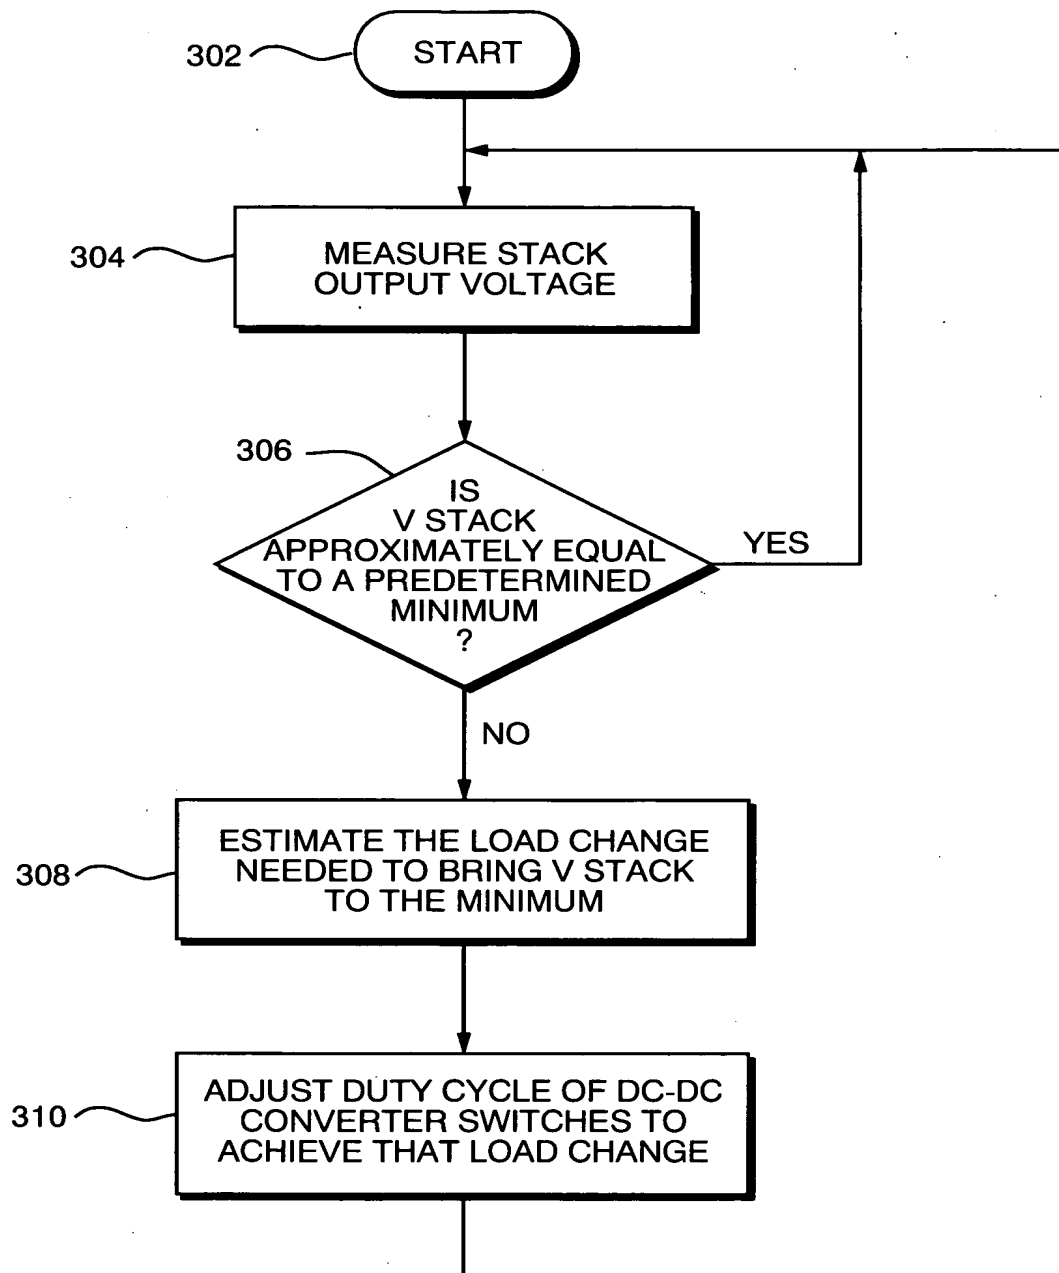 302
START
304
MEASURE STACK
OUTPUT VOLTAGE
306
IS
V STACK
APPROXIMATELY EQUAL
TO A PREDETERMINED
MINIMUM
?
YES
NO
308
ESTIMATE THE LOAD CHANGE
NEEDED TO BRING V STACK
TO THE MINIMUM
310
ADJUST DUTY CYCLE OF DC-DC
CONVERTER SWITCHES TO
ACHIEVE THAT LOAD CHANGE